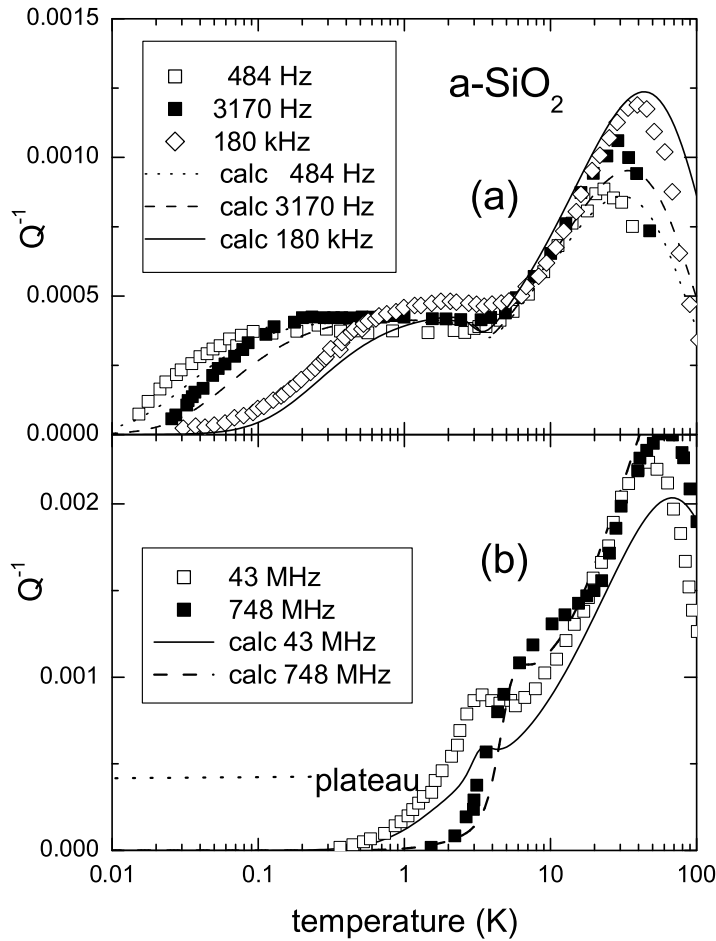 0.0015
484 Hz
3170 Hz
180 kHz
calc 484 Hz
calc 3170 Hz
calc 180 kHz
a-SiO2
(a)
0.0010
Q-1
0.0005
0.0000
0.002
(b)
Q-1
43 MHz
748 MHz
calc 43 MHz
calc 748 MHz
0.001
plateau
0.000
0.01 0.1 1 10 100
temperature (K)